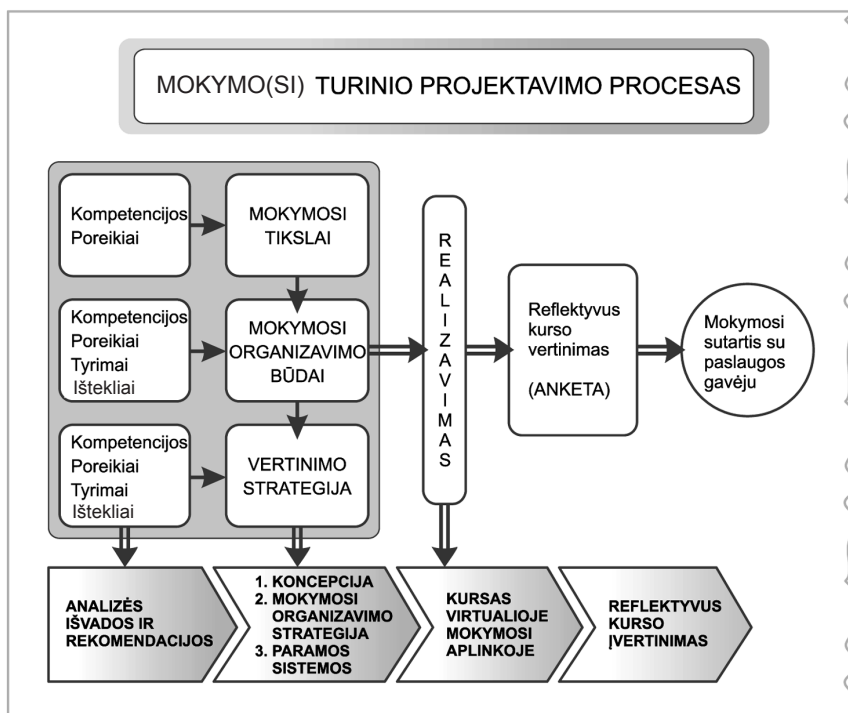 MOKYMO(SI) TURINIO PROJEKTAVIMO PROCESAS
Kompetencijos
Poreikiai
MOKYMOSI
TIKSLAI
Kompetencijos
Poreikiai
Tyrimai
Ištekliai
MOKYMOSI
ORGANIZAVIMO
BŪDAI
Kompetencijos
Poreikiai
Tyrimai
Ištekliai
VERTINIMO
STRATEGIJA
R
E
A
L
I
Z
A
V
I
M
A
S
Reflektyvus
kurso
vertinimas
(ANKETA)
Mokymosi
sutartis su
paslaugos
gavėju
ANALIZĖS
IŠVADOS IR
REKOMENDACIJOS
1. KONCEPCIJA
2. MOKYMOSI
ORGANIZAVIMO
STRATEGIJA
3. PARAMOS
SISTEMOS
KURSAS
VIRTUALIOJE
MOKYMOSI
APLINKOJE
REFLEKTYVUS
KURSO
ĮVERTINIMAS